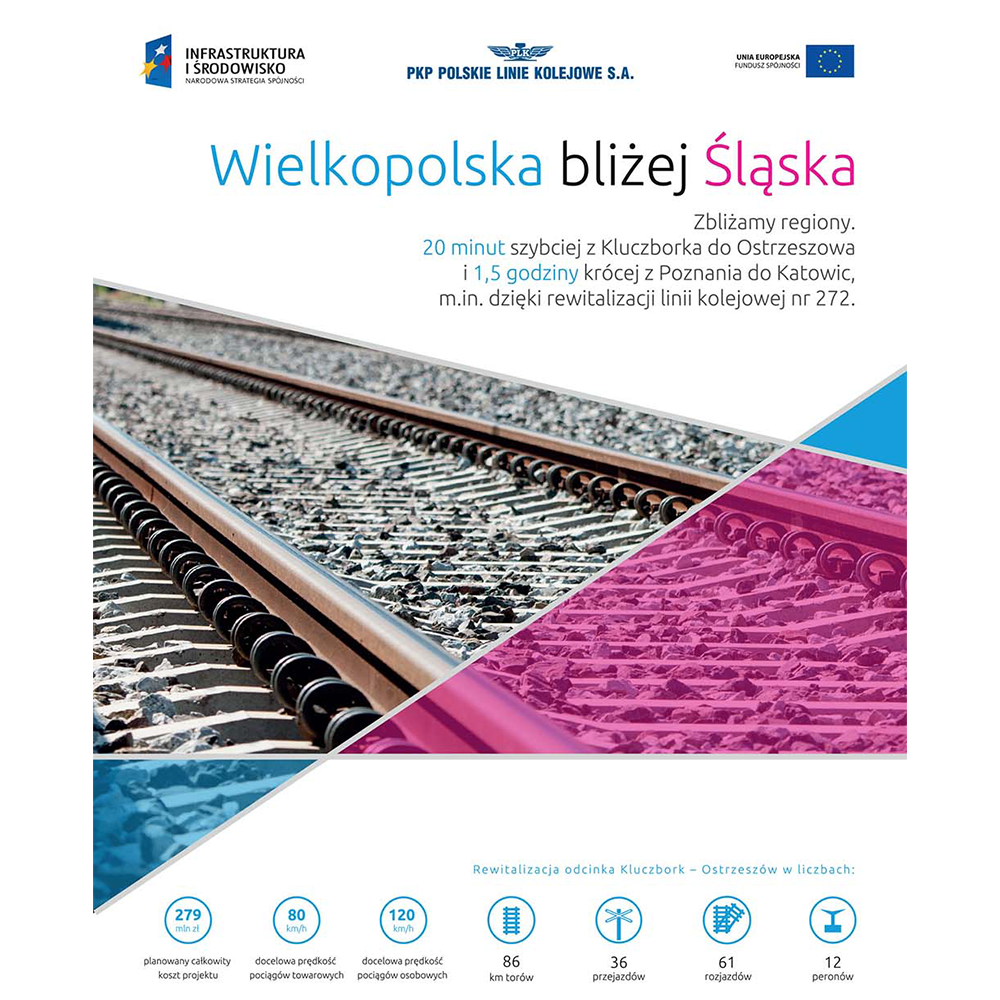 INFRASTRUKTURA
I ŚRODOWISKO
NARODOWA STRATEGIA SPÓJNOŚCI
PLK
PKP POLSKIE LINIE KOLEJOWE S.A.
UNIA EUROPEJSKA
FUNDUSZ SPÓJNOŚCI
Wielkopolska bliżej Śląska
Zbliżamy regiony.
20 minut szybciej z Kluczborka do Ostrzeszowa
i 1,5 godziny krócej z Poznania do Katowic,
m.in. dzięki rewitalizacji linii kolejowej nr 272.
Rewitalizacja odcinka Kluczbork – Ostrzeszów w liczbach:
279
mln zł
planowany całkowity
koszt projektu
80
km/h
docelowa prędkość
pociągów towarowych
120
km/h
docelowa prędkość
pociągów osobowych
86
km torów
36
przejazdów
61
rozjazdów
12
peronów